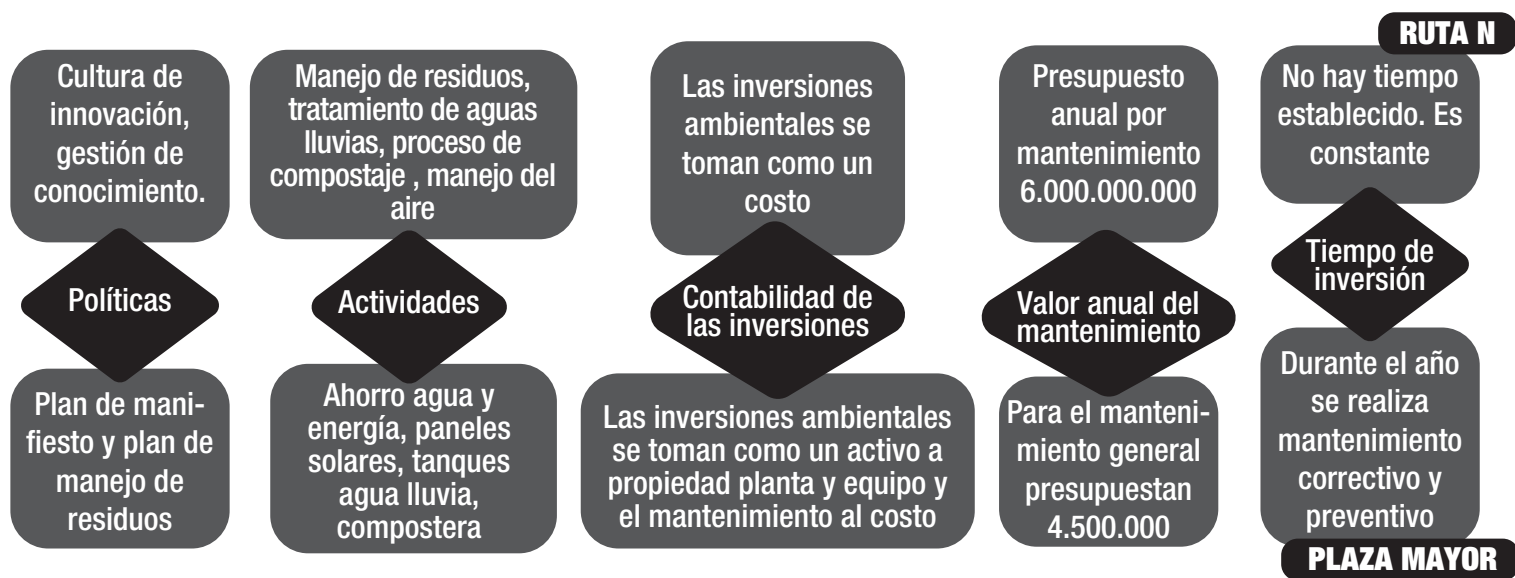 RUTA N
Cultura de
innovación,
gestión de
conocimiento.
Manejo de residuos,
tratamiento de aguas
lluvias, proceso de
compostaje , manejo del
aire
Las inversiones
ambientales se
toman como un
costo
Presupuesto
anual por
mantenimiento
6.000.000.000
No hay tiempo
establecido. Es
constante
Políticas
Actividades
Contabilidad de
las inversiones
Valor anual del
mantenimiento
Tiempo de
inversión
Plan de mani-
fiesto y plan de
manejo de
residuos
Ahorro agua y
energía, paneles
solares, tanques
agua lluvia,
compostera
Las inversiones ambientales
se toman como un activo a
propiedad planta y equipo y
el mantenimiento al costo
Para el manteni-
miento general
presupuestan
4.500.000
Durante el año
se realiza
mantenimiento
correctivo y
preventivo
PLAZA MAYOR